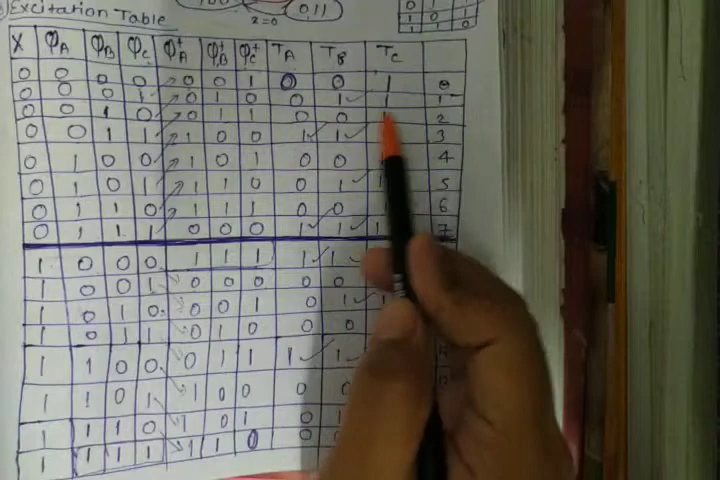 Excitation Table
x=0
0,1)
1 0 1
1 1 0
X ΦA ΦB ΦC ΦA+ ΦB+ ΦC+ TA TB TC
0 0 0 0 0 0 1 0 0 1 0
0 0 0 1 0 1 0 0 1 1 1
0 0 1 0 0 1 1 0 0 1 2
0 0 1 1 1 0 0 1 1 3
0 1 0 0 1 0 1 0 0 4
0 1 0 1 1 1 0 0 1 1 5
0 1 1 0 1 1 1 0 0 6
0 1 1 1 0 0 0 1 1 1 7
1 0 0 0 1 1 1 1 1
1 0 0 1 0 0 0 0 0
1 0 1 0 0 0 1 0 1 1
1 0 1 1 0 1 0 0 0
1 1 0 0 0 1 1 1 1
1 1 0 1 1 0 0 0 0
1 1 1 0 1 0 1 0 1
1 1 1 1 1 1 0 0